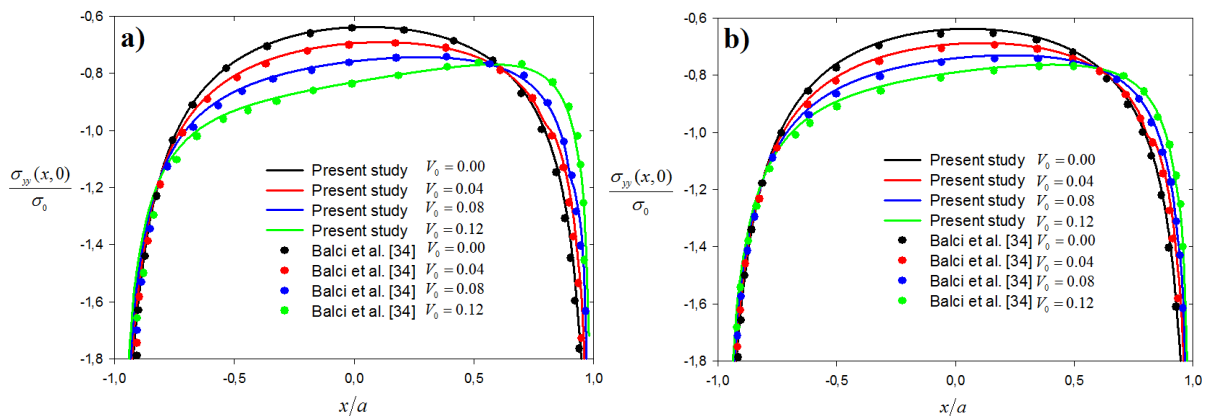 a)
-0,6
-0,8
-1,0
-1,2
-1,4
-1,6
-1,8
σyy(x,0)
σ0
Present study V0 = 0.00
Present study V0 = 0.04
Present study V0 = 0.08
Present study V0 = 0.12
Balci et al. [34] V0 = 0.00
Balci et al. [34] V0 = 0.04
Balci et al. [34] V0 = 0.08
Balci et al. [34] V0 = 0.12
-1,0 -0,5 0,0 0,5 1,0
x/a
b)
-0,6
-0,8
-1,0
-1,2
-1,4
-1,6
-1,8
σyy(x,0)
σ0
Present study V0 = 0.00
Present study V0 = 0.04
Present study V0 = 0.08
Present study V0 = 0.12
Balci et al. [34] V0 = 0.00
Balci et al. [34] V0 = 0.04
Balci et al. [34] V0 = 0.08
Balci et al. [34] V0 = 0.12
-1,0 -0,5 0,0 0,5 1,0
x/a